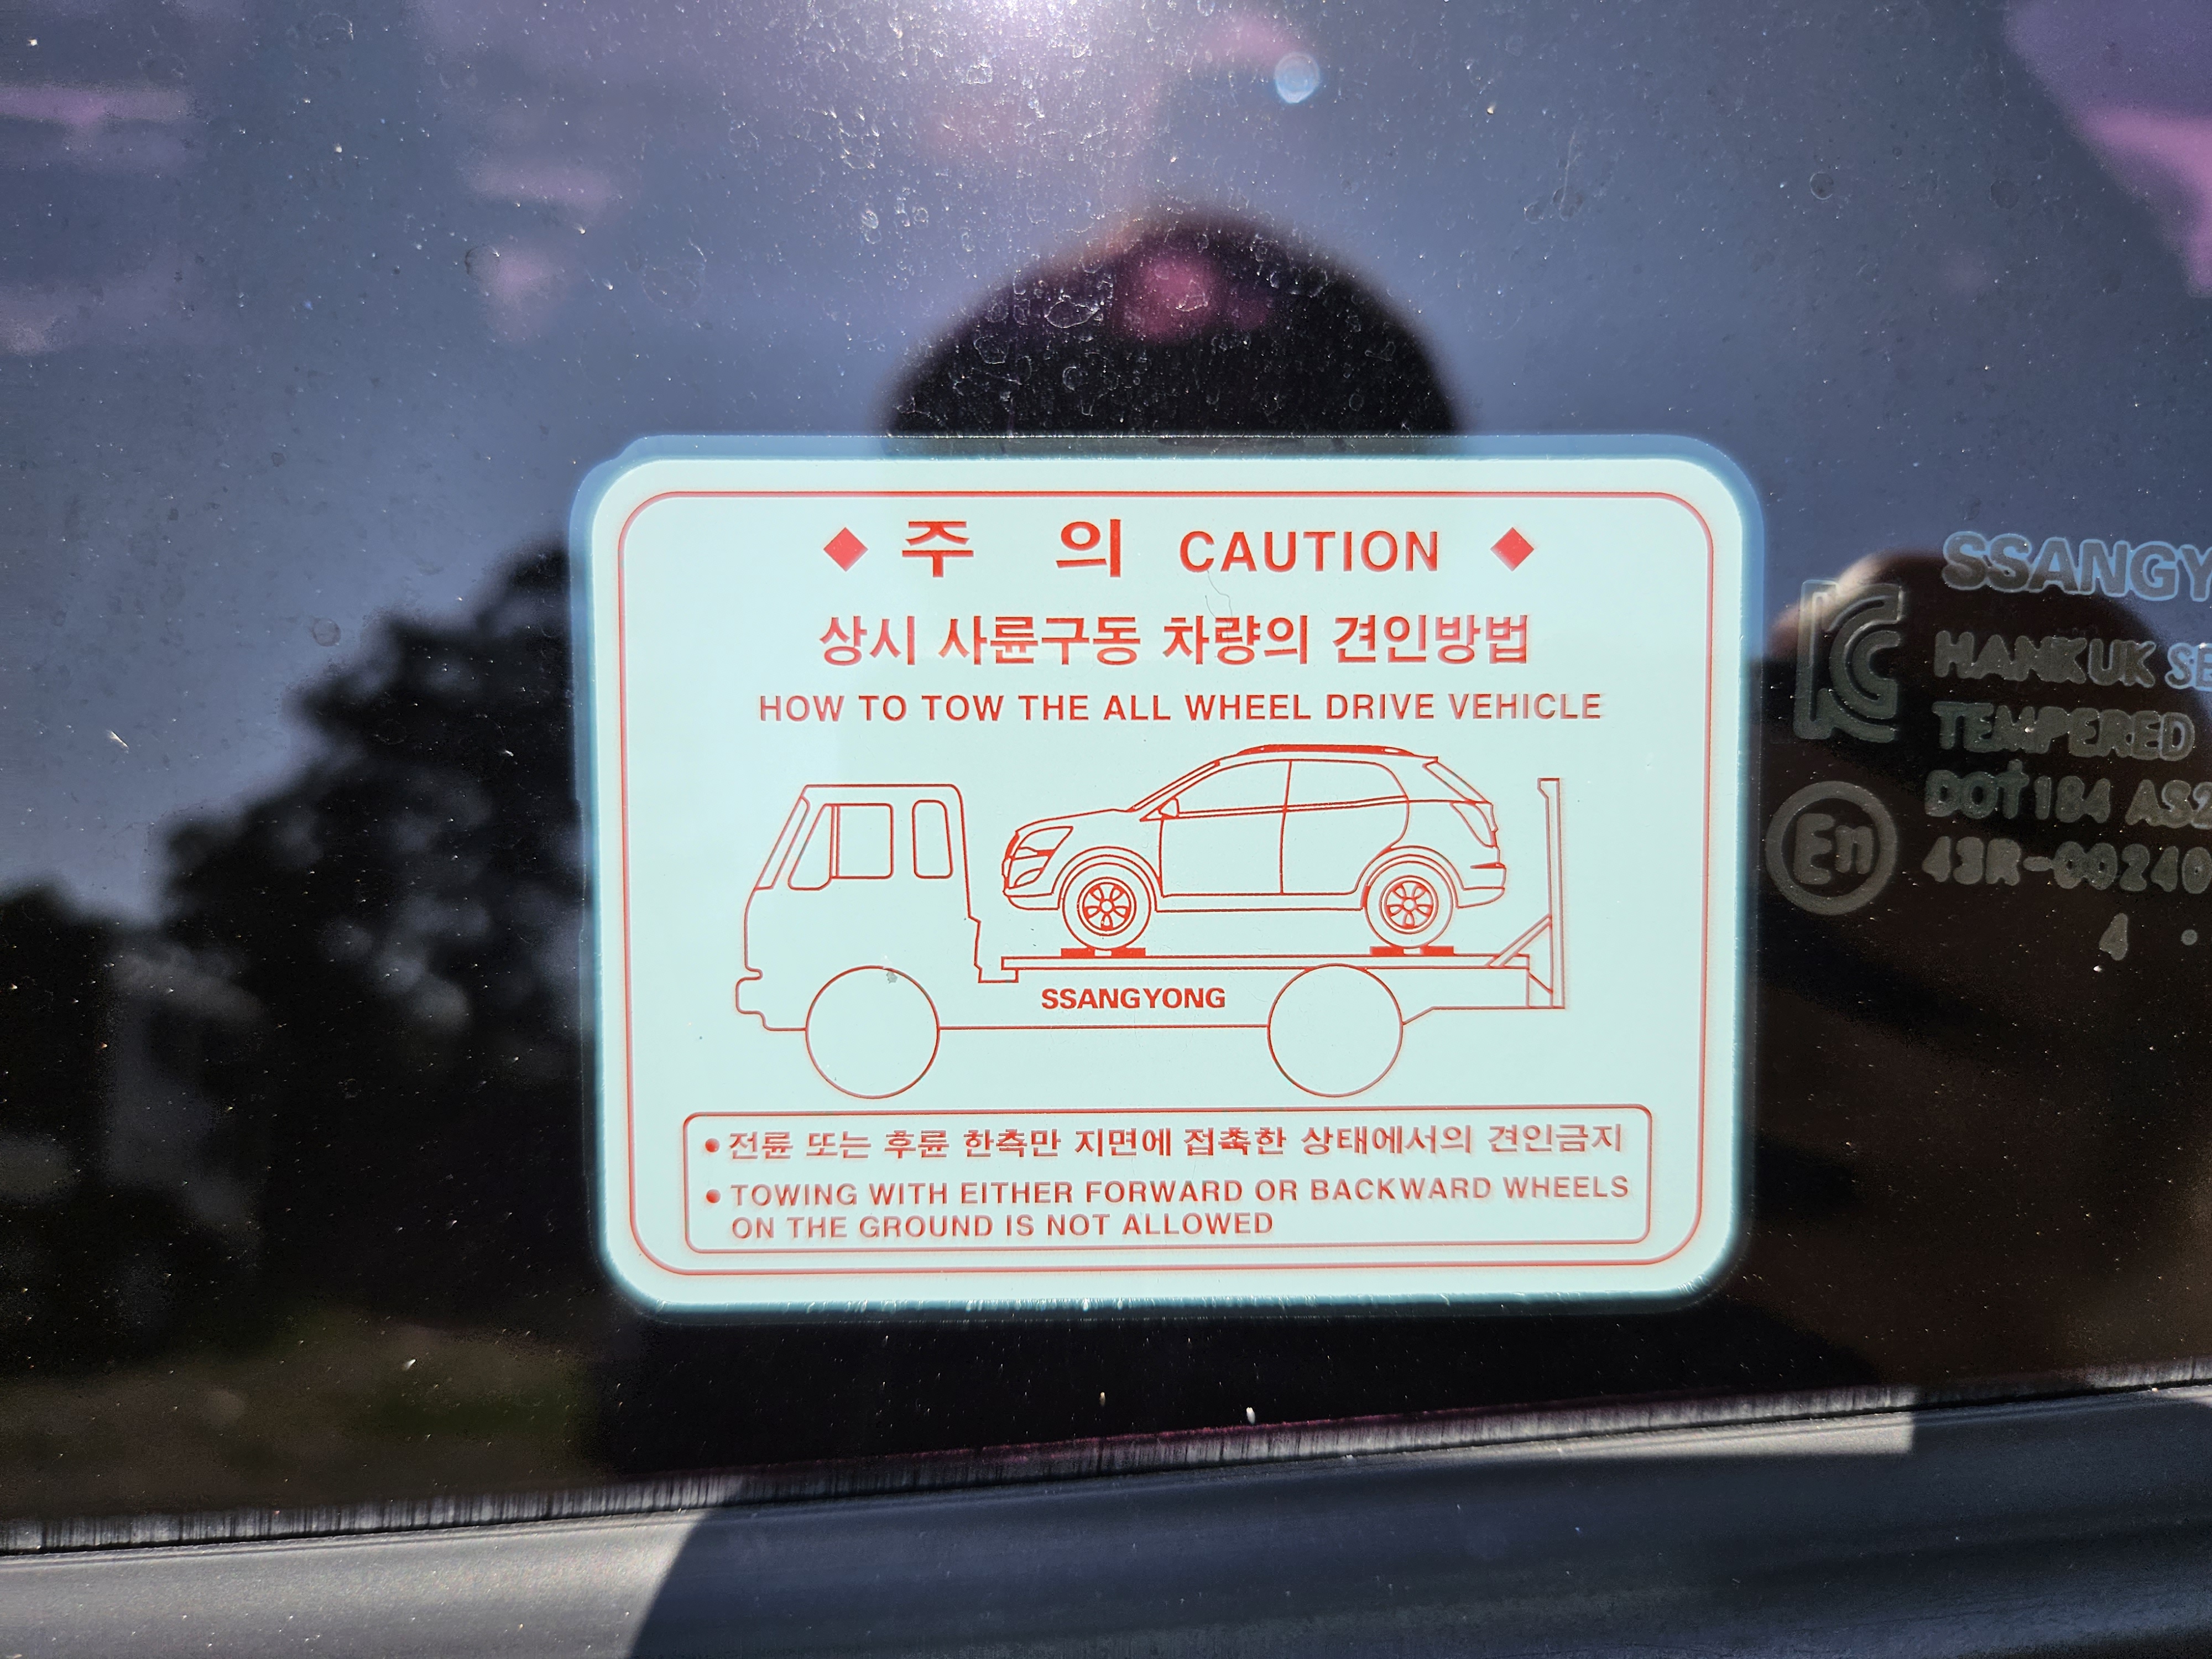 주 의 CAUTION
상시 사륜구동 차량의 견인방법
HOW TO TOW THE ALL WHEEL DRIVE VEHICLE
SSANGYONG
• 전륜 또는 후륜 한측만 지면에 접촉한 상태에서의 견인금지
• TOWING WITH EITHER FORWARD OR BACKWARD WHEELS
ON THE GROUND IS NOT ALLOWED
SSANGY
HANKUK SE
TEMPERED
DOT 184 AS2
43R-00240
4